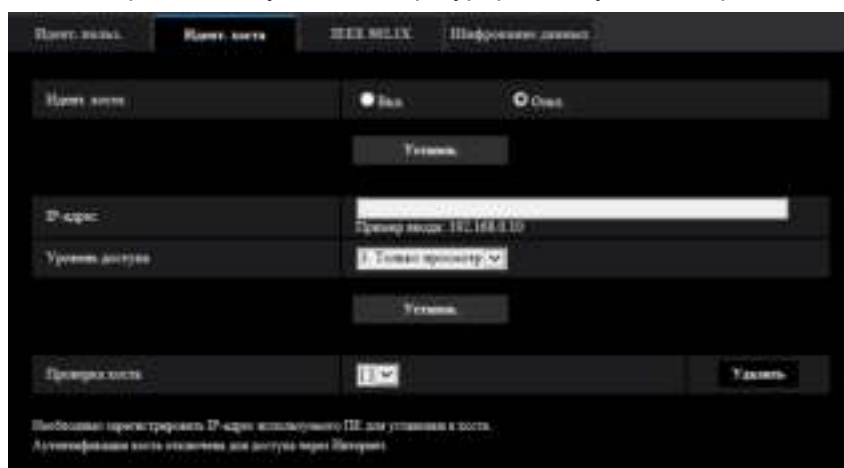 Идент. польз.
Идент. хоста
IEEE 802.1X
Шифрование данных
Идент. хоста
Вкл.
Откл.
Установ.
IP-адрес
Пример ввода: 192.168.0.10
Уровень доступа
3. Только просмотр
Установ.
Проверка хоста
Удалить
Необходимо зарегистрировать IP-адрес используемого ПК для установки в хоста.
Аутентификация хоста отключена для доступа через Интернет.